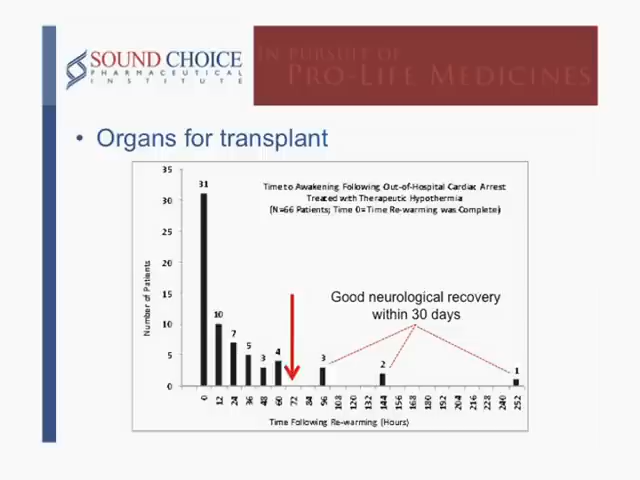 SOUND CHOICE
PHARMACEUTICAL
INSTITUTE
IN PURSUIT OF
PRO-LIFE MEDICINES
• Organs for transplant
Time to Awakening Following Out-of-Hospital Cardiac Arrest
Treated with Therapeutic Hypothermia
(N=66 Patients; Time 0=Time Re-warming was Complete)
Good neurological recovery
within 30 days
Number of Patients
35
30
25
20
15
10
5
0
31
10
7
5
3
4
3
2
1
0 12 24 36 48 60 72 84 96 108 120 132 144 156 168 180 192 204 216 228 240 252
Time Following Re-warming (Hours)